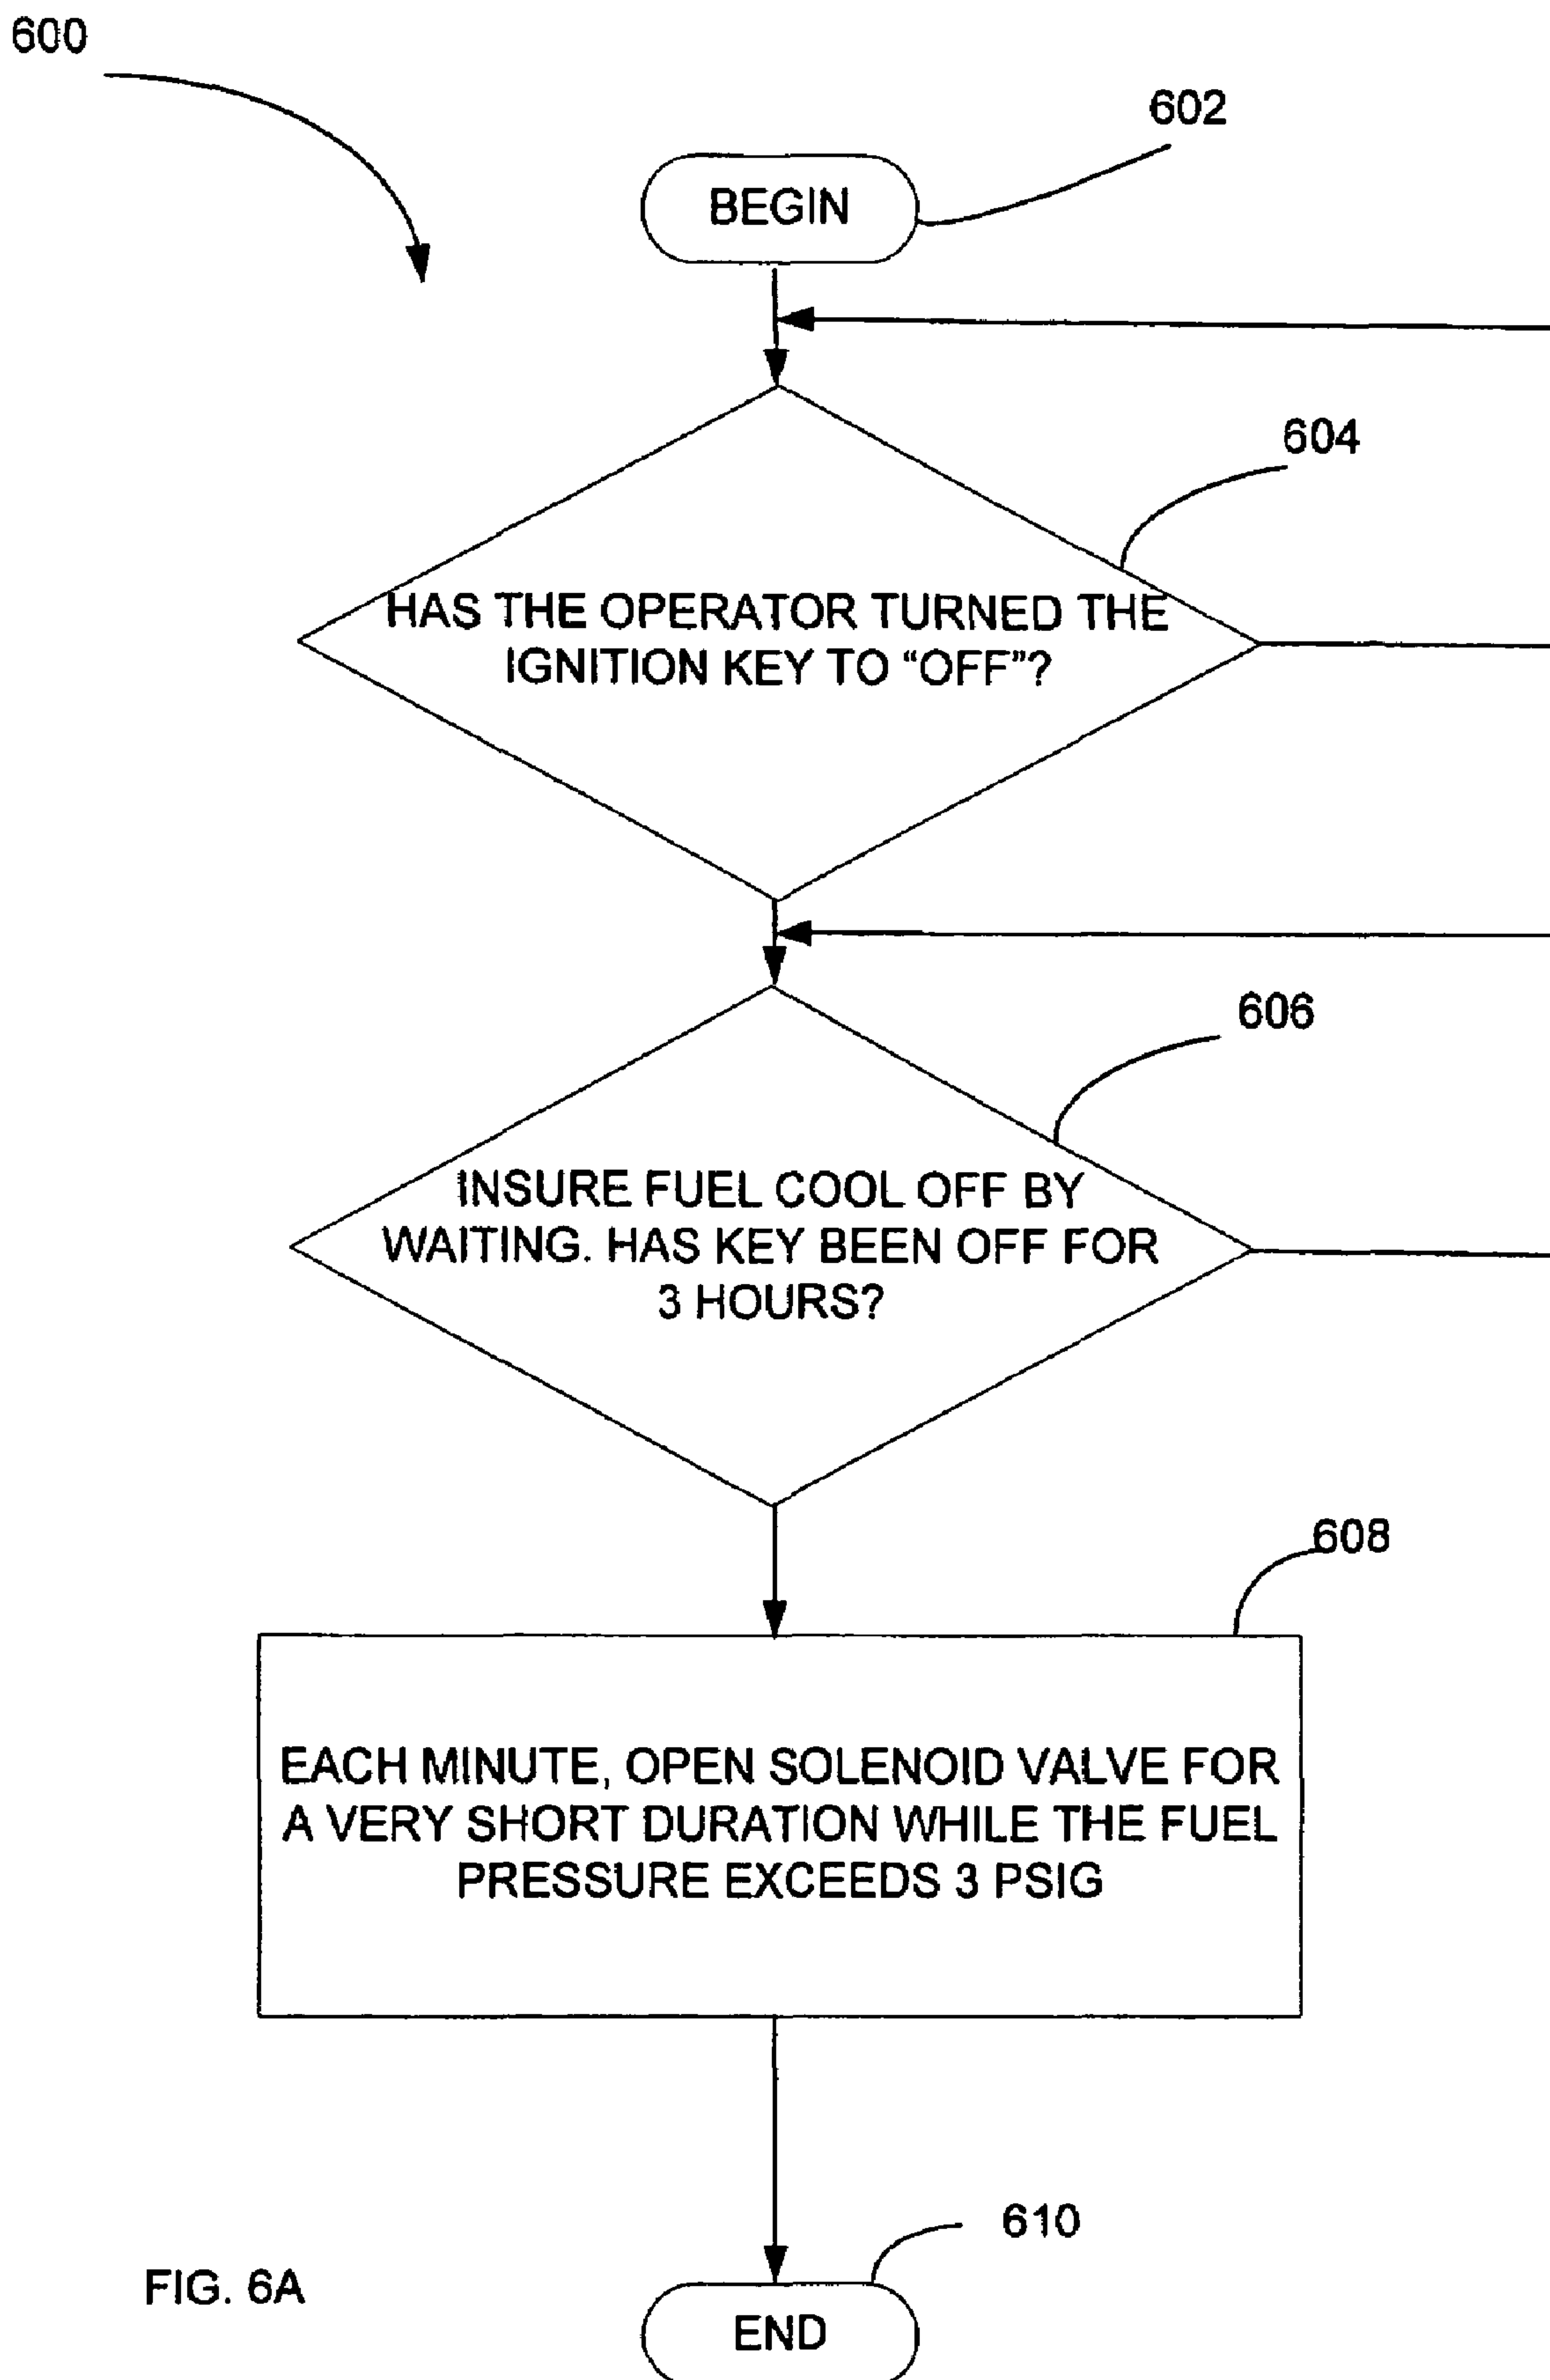 600
602
BEGIN
604
HAS THE OPERATOR TURNED THE
IGNITION KEY TO “OFF”?
606
INSURE FUEL COOL OFF BY
WAITING. HAS KEY BEEN OFF FOR
3 HOURS?
608
EACH MINUTE, OPEN SOLENOID VALVE FOR
A VERY SHORT DURATION WHILE THE FUEL
PRESSURE EXCEEDS 3 PSIG
610
FIG. 6A
END